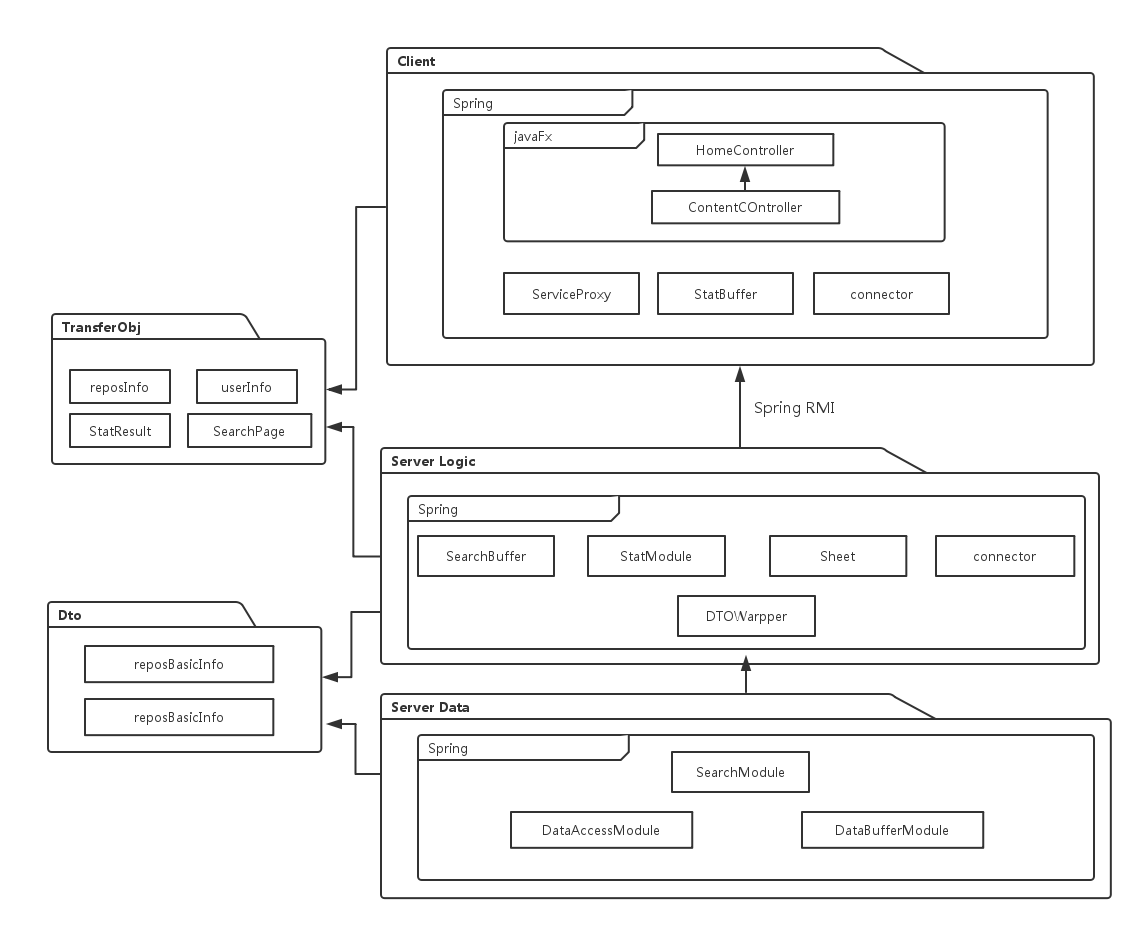 Client
Spring
javaFx
HomeController
ContentCOntroller
ServiceProxy
StatBuffer
connector
TransferObj
reposInfo
userInfo
StatResult
SearchPage
Spring RMI
Server Logic
Spring
SearchBuffer
StatModule
Sheet
connector
DTOWarpper
Dto
reposBasicInfo
reposBasicInfo
Server Data
Spring
SearchModule
DataAccessModule
DataBufferModule